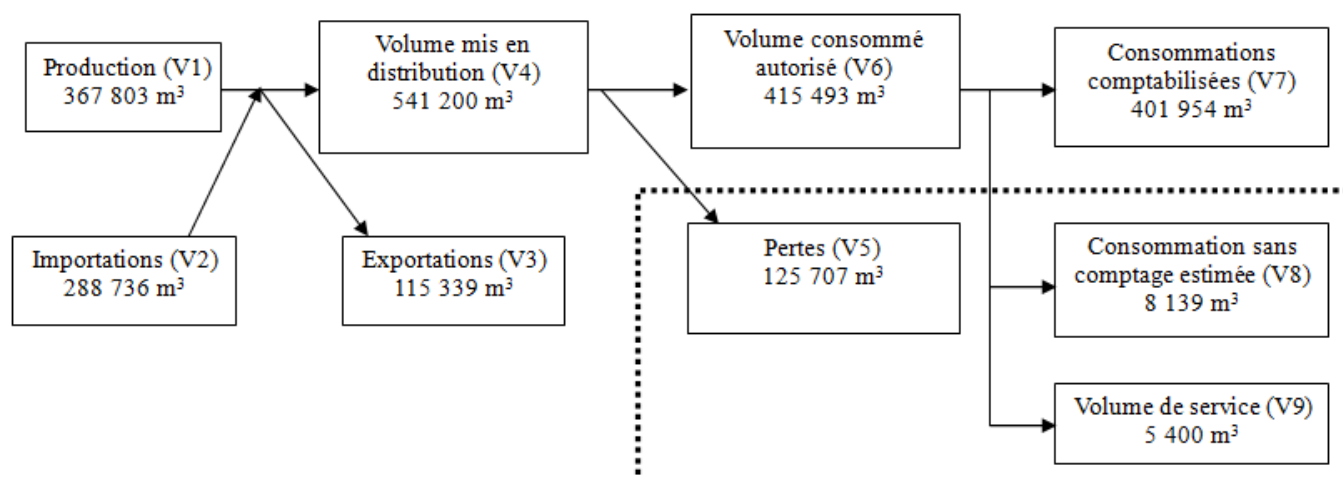 Production (V1)
367 803 m³
Volume mis en
distribution (V4)
541 200 m³
Volume consommé
autorisé (V6)
415 493 m³
Consommations
comptabilisées (V7)
401 954 m³
Importations (V2)
288 736 m³
Exportations (V3)
115 339 m³
Pertes (V5)
125 707 m³
Consommation sans
comptage estimée (V8)
8 139 m³
Volume de service (V9)
5 400 m³